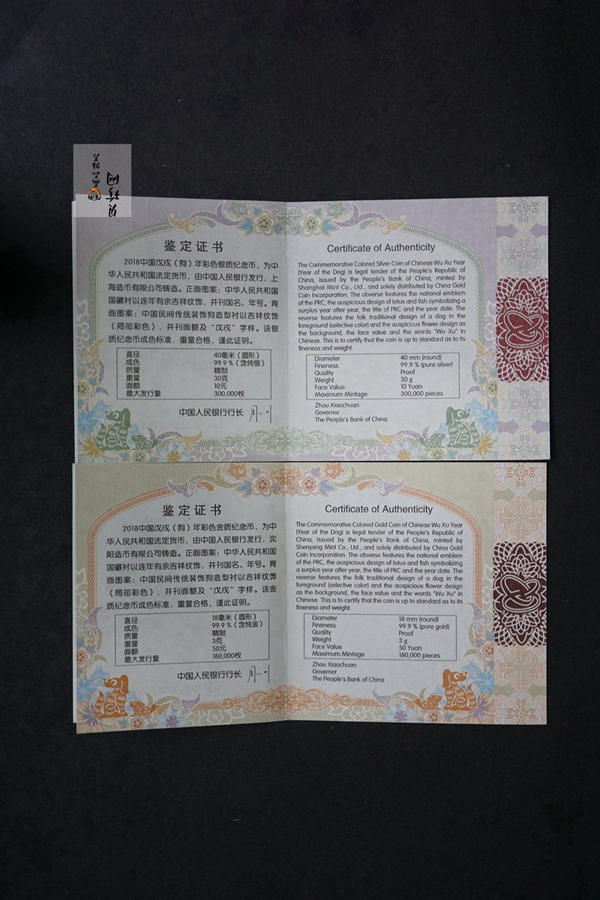 鉴定证书
2018中国戊戌（狗）年彩色银质纪念币，为中
华人民共和国法定货币，由中国人民银行发行，上
海造币有限公司铸造。正面图案：中华人民共和国
国徽衬以连年有余吉祥纹饰，并刊国名、年号。背
面图案：中国民间传统装饰狗造型衬以吉祥纹饰
（局部彩色），并刊面额及“戊戌”字样。该银
质纪念币成色标准，重量合格，谨此证明。
直径 40毫米（圆形）
成色 99.9％（含纯银）
质量 精制
重量 30克
面额 10元
最大发行量 300,000枚
中国人民银行行长
Certificate of Authenticity
The Commemorative Colored Silver Coin of Chinese Wu Xu Year
(Year of the Dog) is legal tender of the People's Republic of
China, issued by the People's Bank of China, minted by
Shanghai Mint Co., Ltd., and solely distributed by China Gold
Coin Incorporation. The obverse features the national emblem
of the PRC, the auspicious design of lotus and fish symbolizing a
surplus year after year, the title of PRC and the year date. The
reverse features the folk traditional design of a dog in the
foreground (selective color) and the auspicious flower design as
the background, the face value and the words "Wu Xu" in
Chinese. This is to certify that the coin is up to standard as to its
fineness and weight.
Diameter 40 mm (round)
Fineness 99.9 % (pure silver)
Quality Proof
Weight 30 g
Face Value 10 Yuan
Maximum Mintage 300,000 pieces
Zhou Xiaochuan
Governor
The People's Bank of China
鉴定证书
2018中国戊戌（狗）年彩色金质纪念币，为中
华人民共和国法定货币，由中国人民银行发行，沈
阳造币有限公司铸造。正面图案：中华人民共和国
国徽衬以连年有余吉祥纹饰，并刊国名、年号。背
面图案：中国民间传统装饰狗造型衬以吉祥纹饰
（局部彩色），并刊面额及“戊戌”字样。该金
质纪念币成色标准，重量合格，谨此证明。
直径 18毫米（圆形）
成色 99.9％（含纯金）
质量 精制
重量 3克
面额 50元
最大发行量 180,000枚
中国人民银行行长
Certificate of Authenticity
The Commemorative Colored Gold Coin of Chinese Wu Xu Year
(Year of the Dog) is legal tender of the People's Republic of
China, issued by the People's Bank of China, minted by
Shenyang Mint Co., Ltd., and solely distributed by China Gold
Coin Incorporation. The obverse features the national emblem
of the PRC, the auspicious design of lotus and fish symbolizing
a surplus year after year, the title of PRC and the year date. The
reverse features the folk traditional design of a dog in the
foreground (selective color) and the auspicious flower design
as the background, the face value and the words "Wu Xu" in
Chinese. This is to certify that the coin is up to standard as to its
fineness and weight.
Diameter 18 mm (round)
Fineness 99.9 % (pure gold)
Quality Proof
Weight 3 g
Face Value 50 Yuan
Maximum Mintage 180,000 pieces
Zhou Xiaochuan
Governor
The People's Bank of China